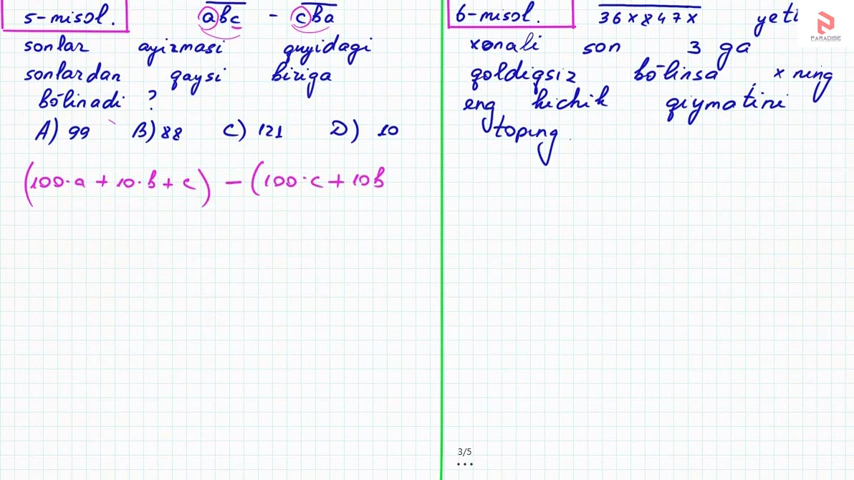 5-misol. abc - cba
sonlar ayirmasi quyidagi
sonlardan qaysi biriga
bo'linadi ?
A) 99 B) 88 C) 121 D) 10
(100·a + 10·b + c) - (100·c + 10b
6-misol. 36x847x yeti
xonali son 3 ga
qoldiqsiz bo'linsa, x ning
eng kichik qiymatini
toping.
PARADISE
3/5